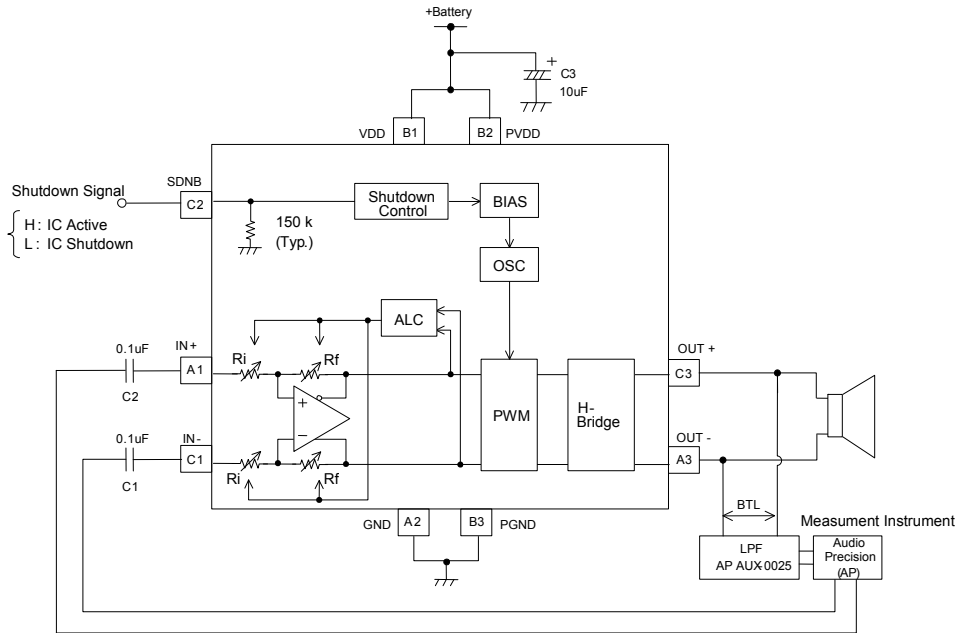 +Battery
+
C3
10uF
VDD
B1
B2
PVDD
SDNB
Shutdown Signal
C2
H : IC Active
L : IC Shutdown
150 k
(Typ.)
Shutdown
Control
BIAS
OSC
ALC
0.1uF
IN+
A1
C2
Ri
Rf
+
−
PWM
H-
Bridge
OUT +
C3
0.1uF
IN-
C1
C1
Ri
Rf
OUT -
A3
GND
A2
B3
PGND
BTL
Measument Instrument
LPF
AP AUX-0025
Audio
Precision
(AP)